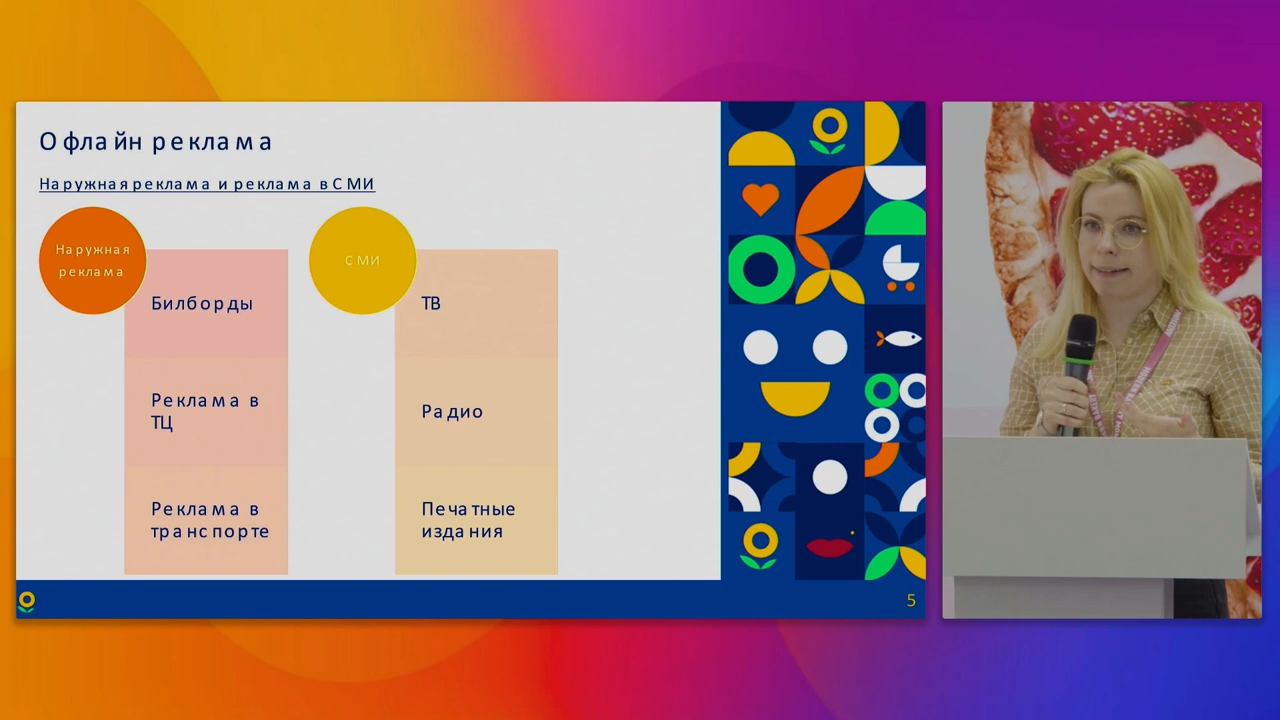 Офлайн реклама
Наружная реклама и реклама в СМИ
Наружная
реклама
СМИ
Билборды
ТВ
Реклама в
ТЦ
Радио
Реклама в
транспорте
Печатные
издания
5